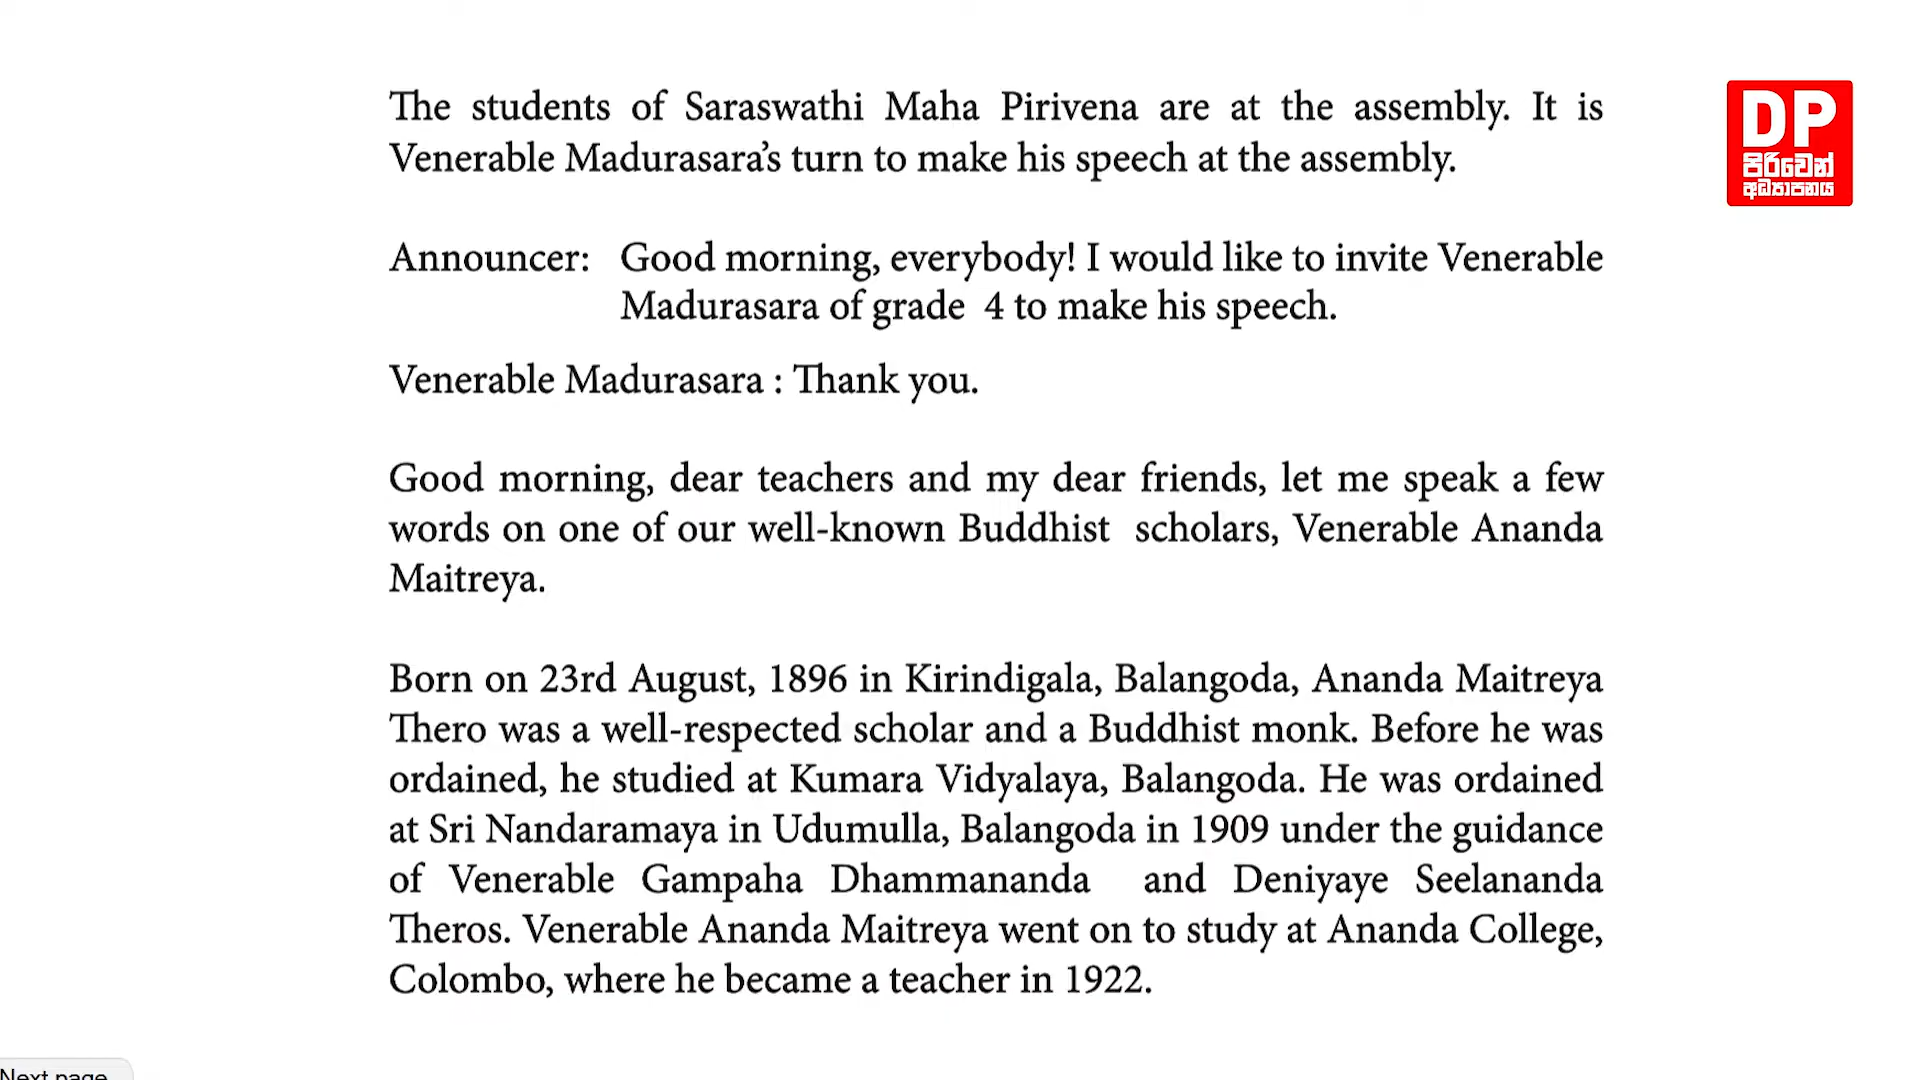 The students of Saraswathi Maha Pirivena are at the assembly. It is
Venerable Madurasara's turn to make his speech at the assembly.
DP
පිරිවෙන්
අධ්‍යාපනය
Announcer: Good morning, everybody! I would like to invite Venerable
Madurasara of grade 4 to make his speech.
Venerable Madurasara : Thank you.
Good morning, dear teachers and my dear friends, let me speak a few
words on one of our well-known Buddhist scholars, Venerable Ananda
Maitreya.
Born on 23rd August, 1896 in Kirindigala, Balangoda, Ananda Maitreya
Thero was a well-respected scholar and a Buddhist monk. Before he was
ordained, he studied at Kumara Vidyalaya, Balangoda. He was ordained
at Sri Nandaramaya in Udumulla, Balangoda in 1909 under the guidance
of Venerable Gampaha Dhammananda and Deniyaye Seelananda
Theros. Venerable Ananda Maitreya went on to study at Ananda College,
Colombo, where he became a teacher in 1922.
Next page